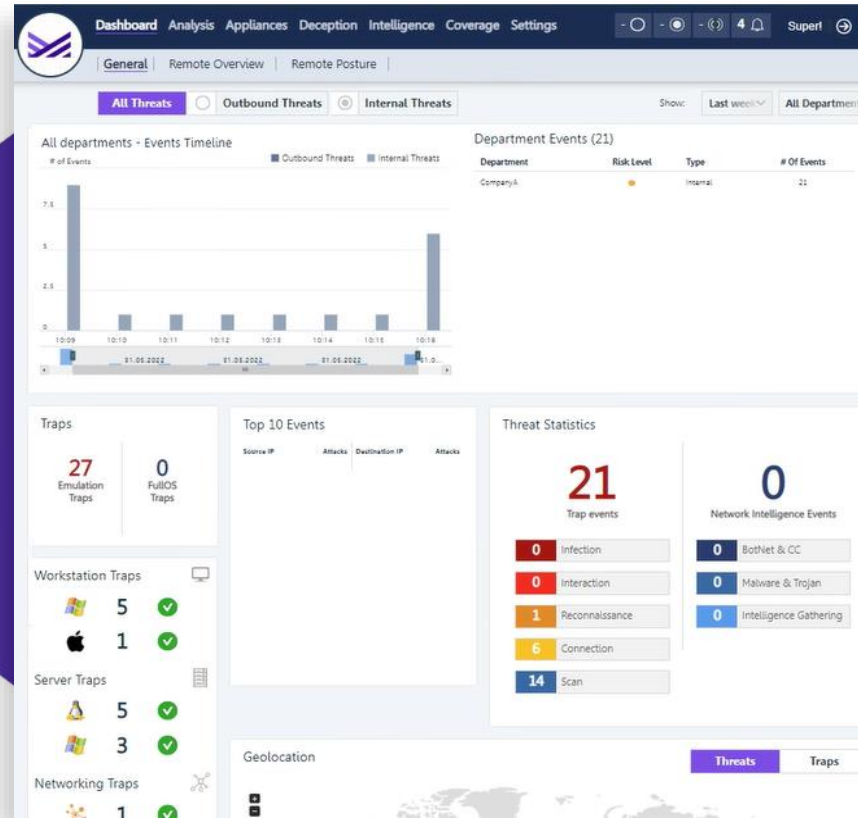 Dashboard Analysis Appliances Deception Intelligence Coverage Settings - - - 4 Super!
General Remote Overview Remote Posture
All Threats Outbound Threats Internal Threats Show: Last week All Departmen
All departments - Events Timeline
# of Events Outbound Threats Internal Threats
7.5
5
2.5
0
10:09 10:10 10:11 10:12 10:13 10:14 10:15 10:16
31.05.2022 31.05.2022 31.05.2022 31.0...
Department Events (21)
Department Risk Level Type # Of Events
CompanyA Internal 21
Traps
27 0
Emulation FullOS
Traps Traps
Top 10 Events
Source IP Attacks Destination IP Attacks
Threat Statistics
21 0
Trap events Network Intelligence Events
0 Infection 0 BotNet & CC
0 Interaction 0 Malware & Trojan
1 Reconnaissance 0 Intelligence Gathering
6 Connection
14 Scan
Workstation Traps
5
1
Server Traps
5
3
Networking Traps
1
Geolocation Threats Traps